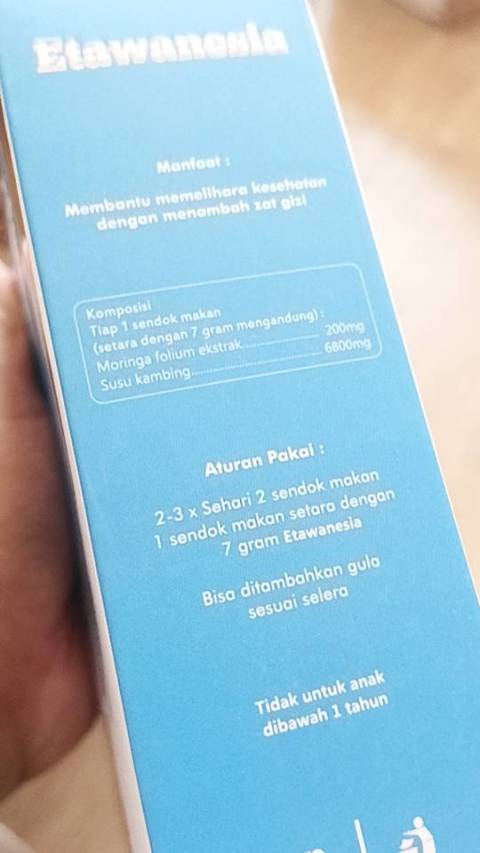 Etawanesia
Manfaat :
Membantu memelihara kesehatan
dengan menambah zat gizi
Komposisi
Tiap 1 sendok makan
(setara dengan 7 gram mengandung) :
Moringa folium ekstrak...................... 200mg
Susu kambing.................................... 6800mg
Aturan Pakai :
2-3 x Sehari 2 sendok makan
1 sendok makan setara dengan
7 gram Etawanesia
Bisa ditambahkan gula
sesuai selera
Tidak untuk anak
dibawah 1 tahun